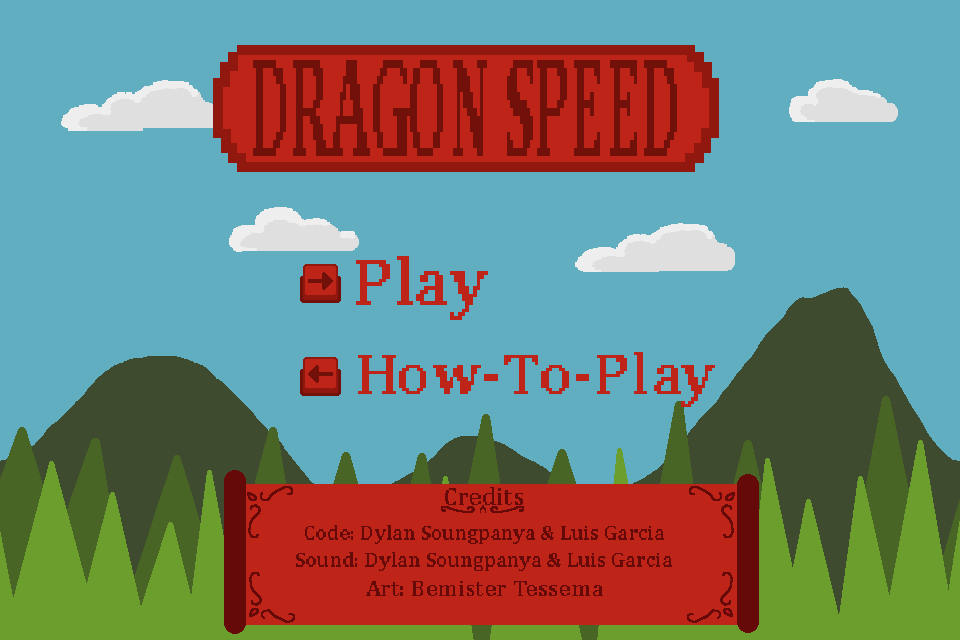 DRAGON SPEED
Play
How-To-Play
Credits
Code: Dylan Soungpanya & Luis Garcia
Sound: Dylan Soungpanya & Luis Garcia
Art: Bemister Tessema